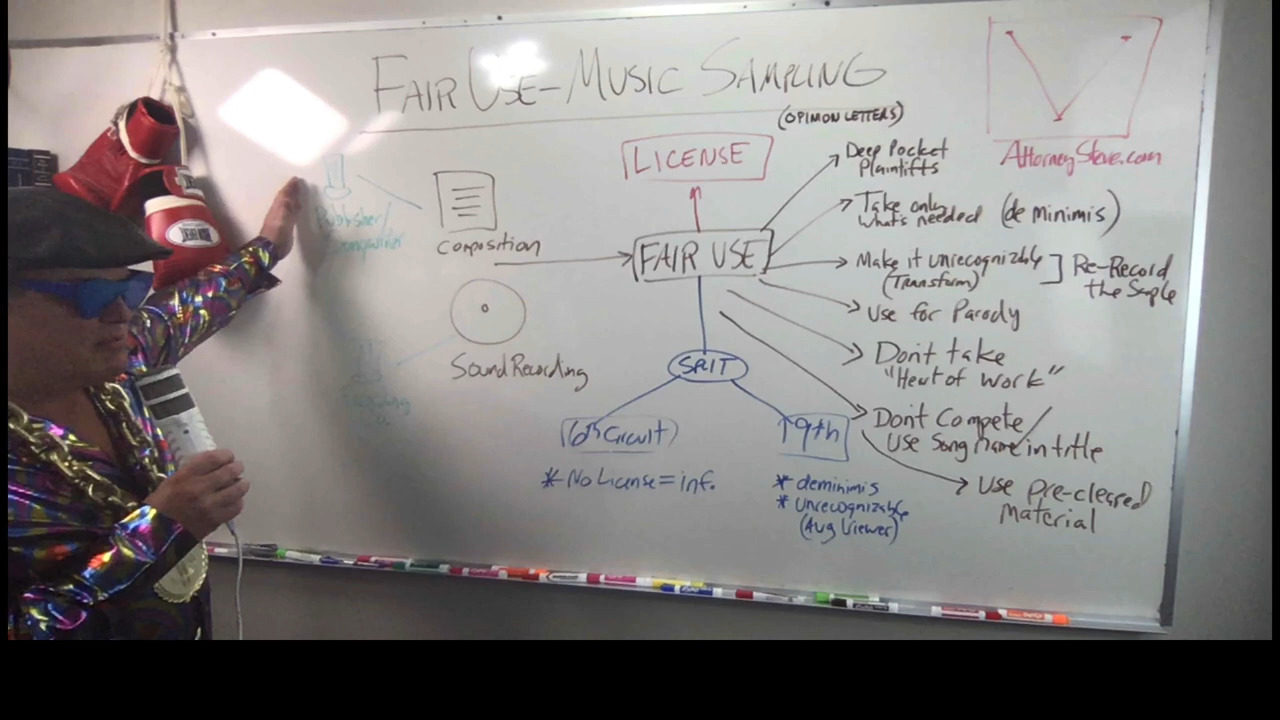 FAIR USE - MUSIC SAMPLING
(OPINION LETTERS)
AttorneySteve.com
LICENSE
Publisher/
Songwriter
Composition
FAIR USE
Sound Recording
SPLIT
6th Circuit
* No License = inf.
9th
* deminimis
* unrecognizable
(Avg Viewer)
Deep Pocket
Plaintiffs
Take only
what's needed (de minimis)
Make it unrecognizable
(Transform)
Re-Record
the Sample
Use for Parody
Don't take
"Heart of Work"
Don't Compete/
Use Song name in title
Use pre-cleared
Material